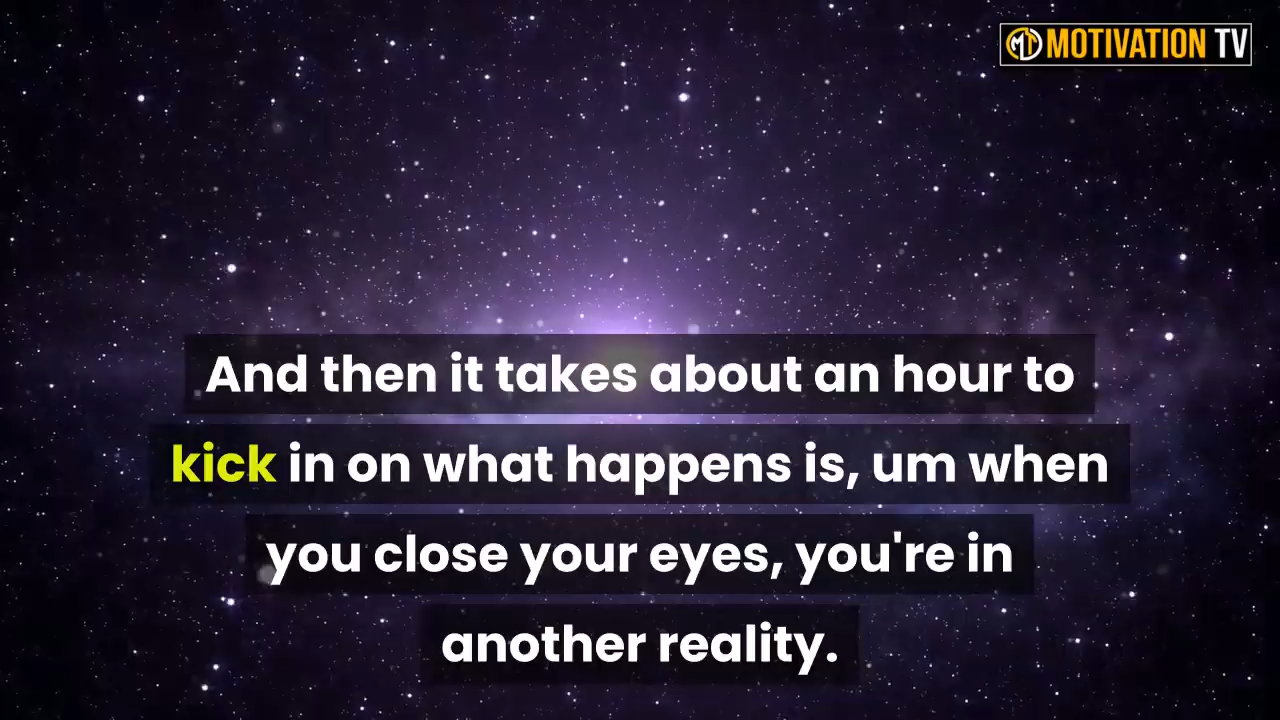 MT MOTIVATION TV
And then it takes about an hour to
kick in on what happens is, um when
you close your eyes, you're in
another reality.